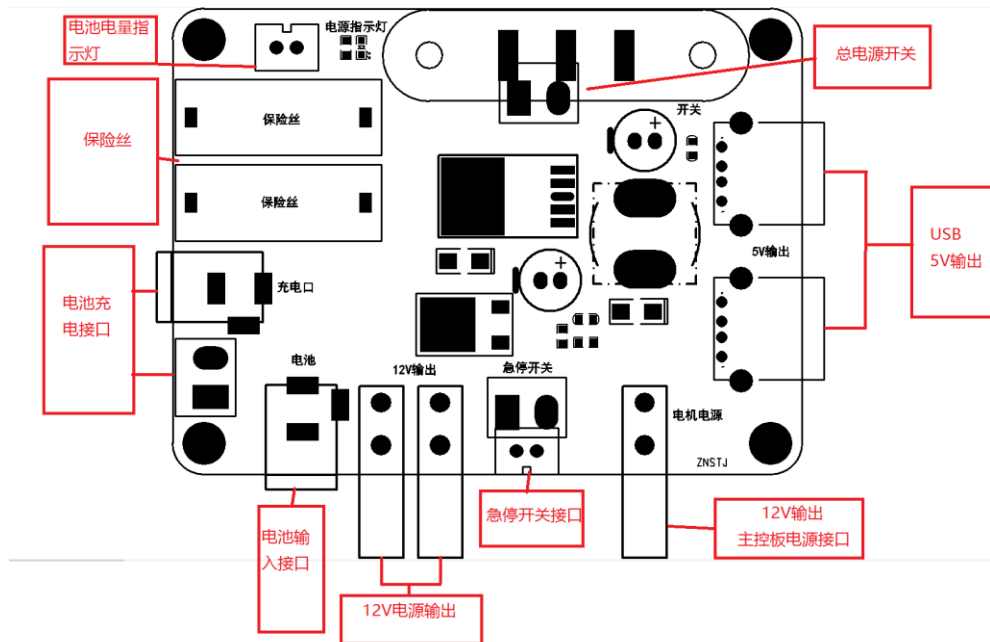 电池电量指
示灯
电源指示灯
总电源开关
开关
保险丝
保险丝
保险丝
USB
5V输出
5V输出
电池充
电接口
充电口
电池
12V输出
急停开关
电机电源
ZNSTJ
电池输
入接口
急停开关接口
12V输出
主控板电源接口
12V电源输出